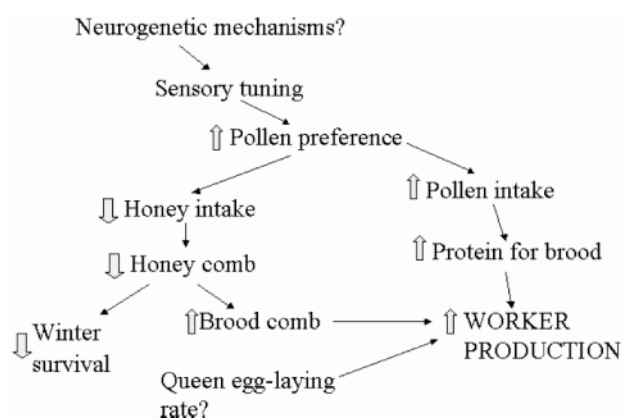 Neurogenetic mechanisms?
Sensory tuning
Pollen preference
Honey intake
Pollen intake
Honey comb
Protein for brood
Winter
survival
Brood comb
WORKER
PRODUCTION
Queen egg-laying
rate?